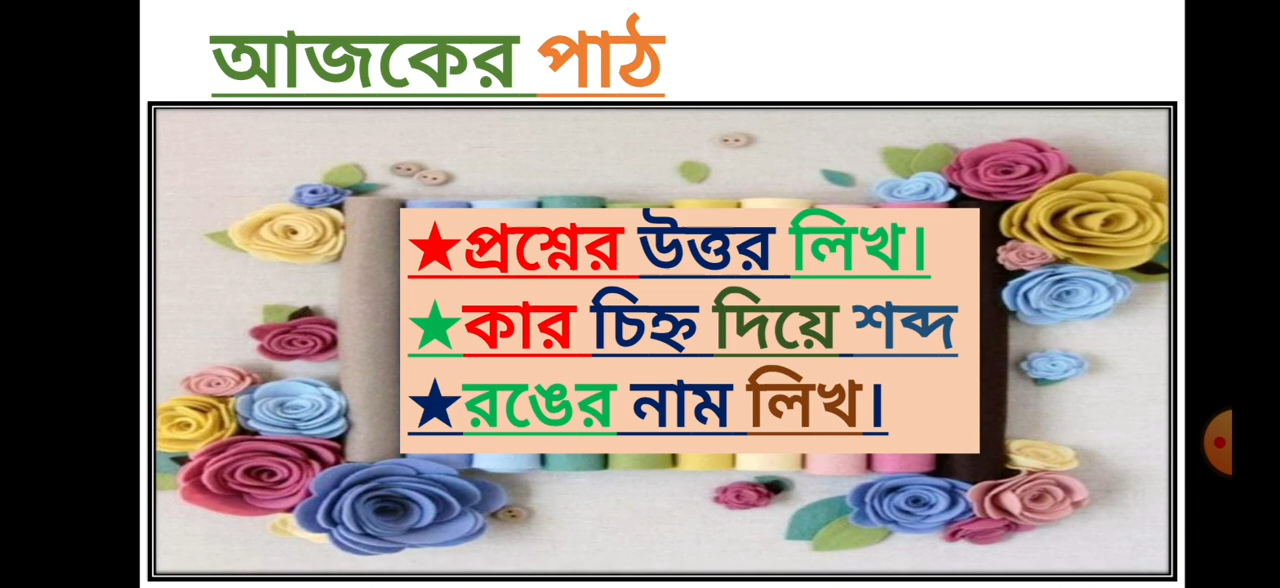 আজকের পাঠ
★প্রশ্নের উত্তর লিখ।
★কার চিহ্ন দিয়ে শব্দ
★রঙের নাম লিখ।